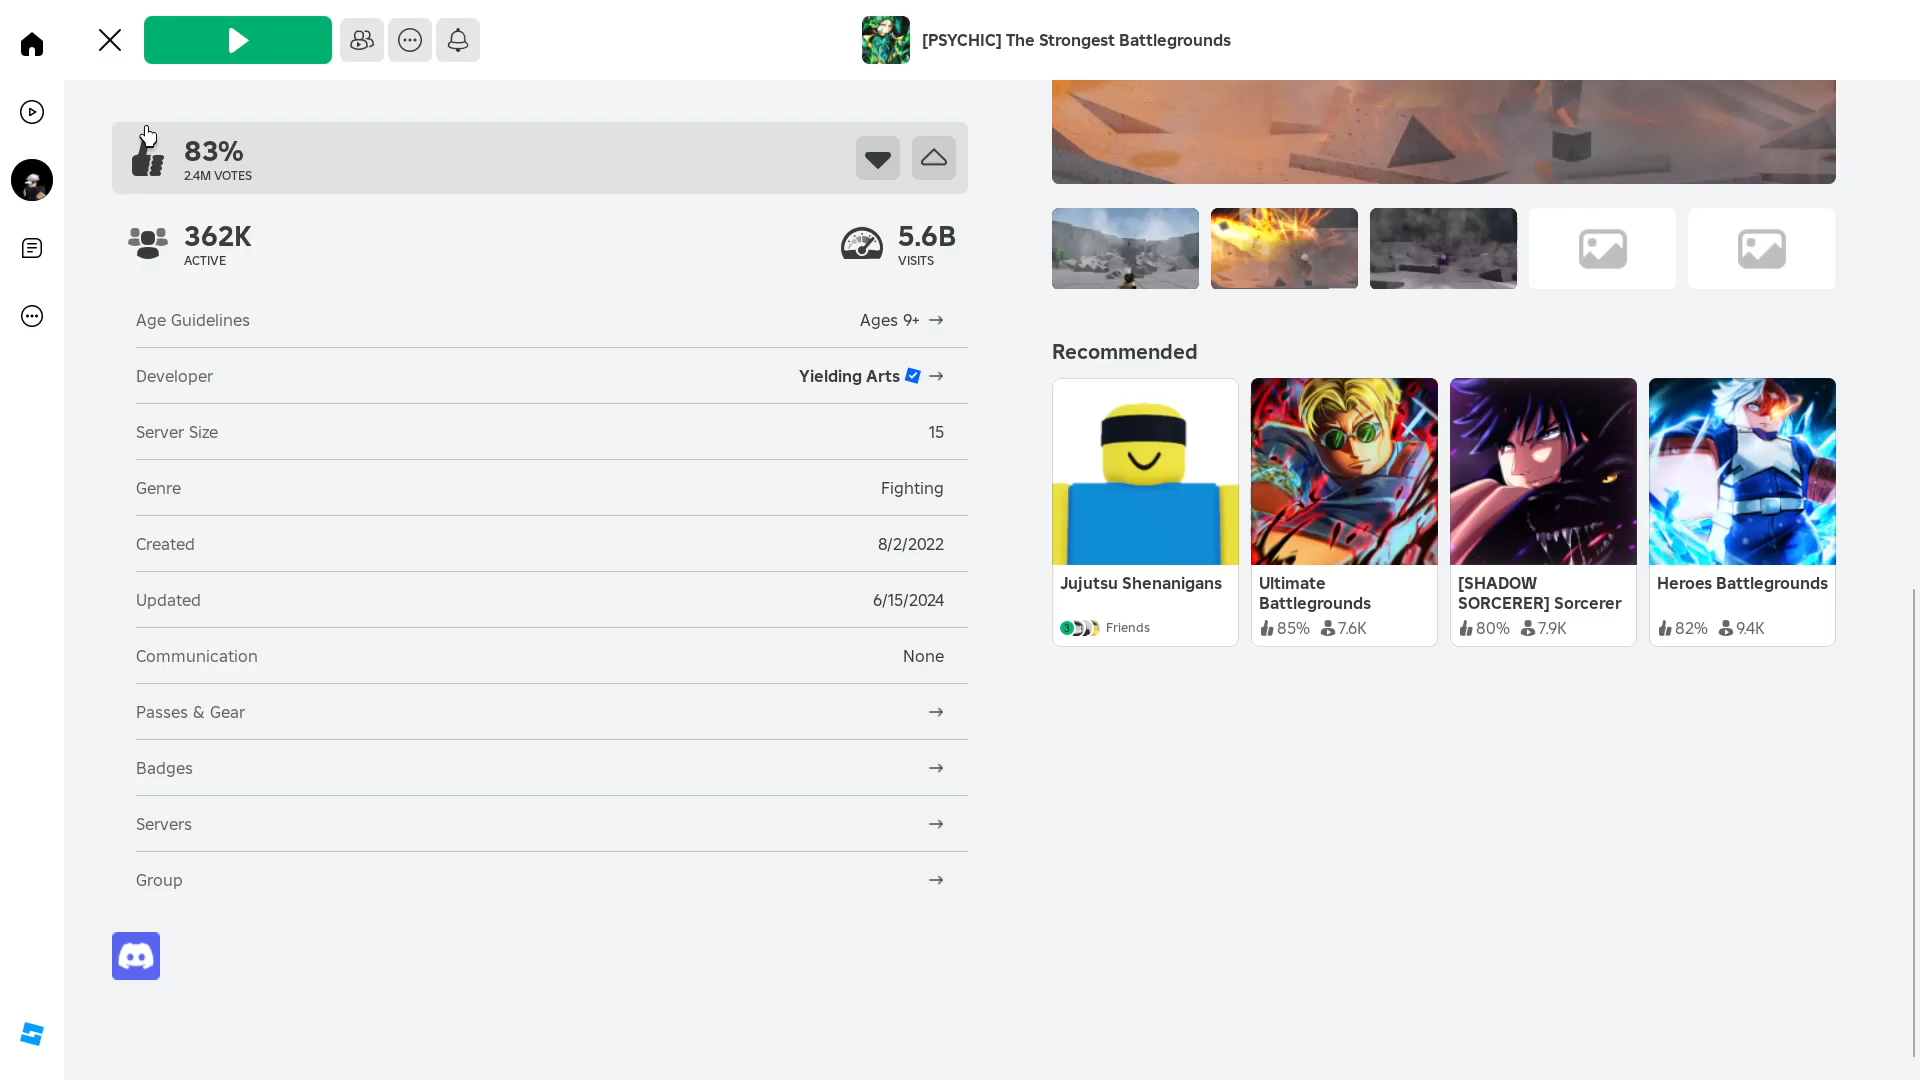 [PSYCHIC] The Strongest Battlegrounds
83%
2.4M VOTES
362K
ACTIVE
5.6B
VISITS
Age Guidelines
Ages 9+
Developer
Yielding Arts
Server Size
15
Genre
Fighting
Created
8/2/2022
Updated
6/15/2024
Communication
None
Passes & Gear
Badges
Servers
Group
Recommended
Jujutsu Shenanigans
3
Friends
Ultimate
Battlegrounds
85% 7.6K
[SHADOW
SORCERER] Sorcerer
80% 7.9K
Heroes Battlegrounds
82% 9.4K